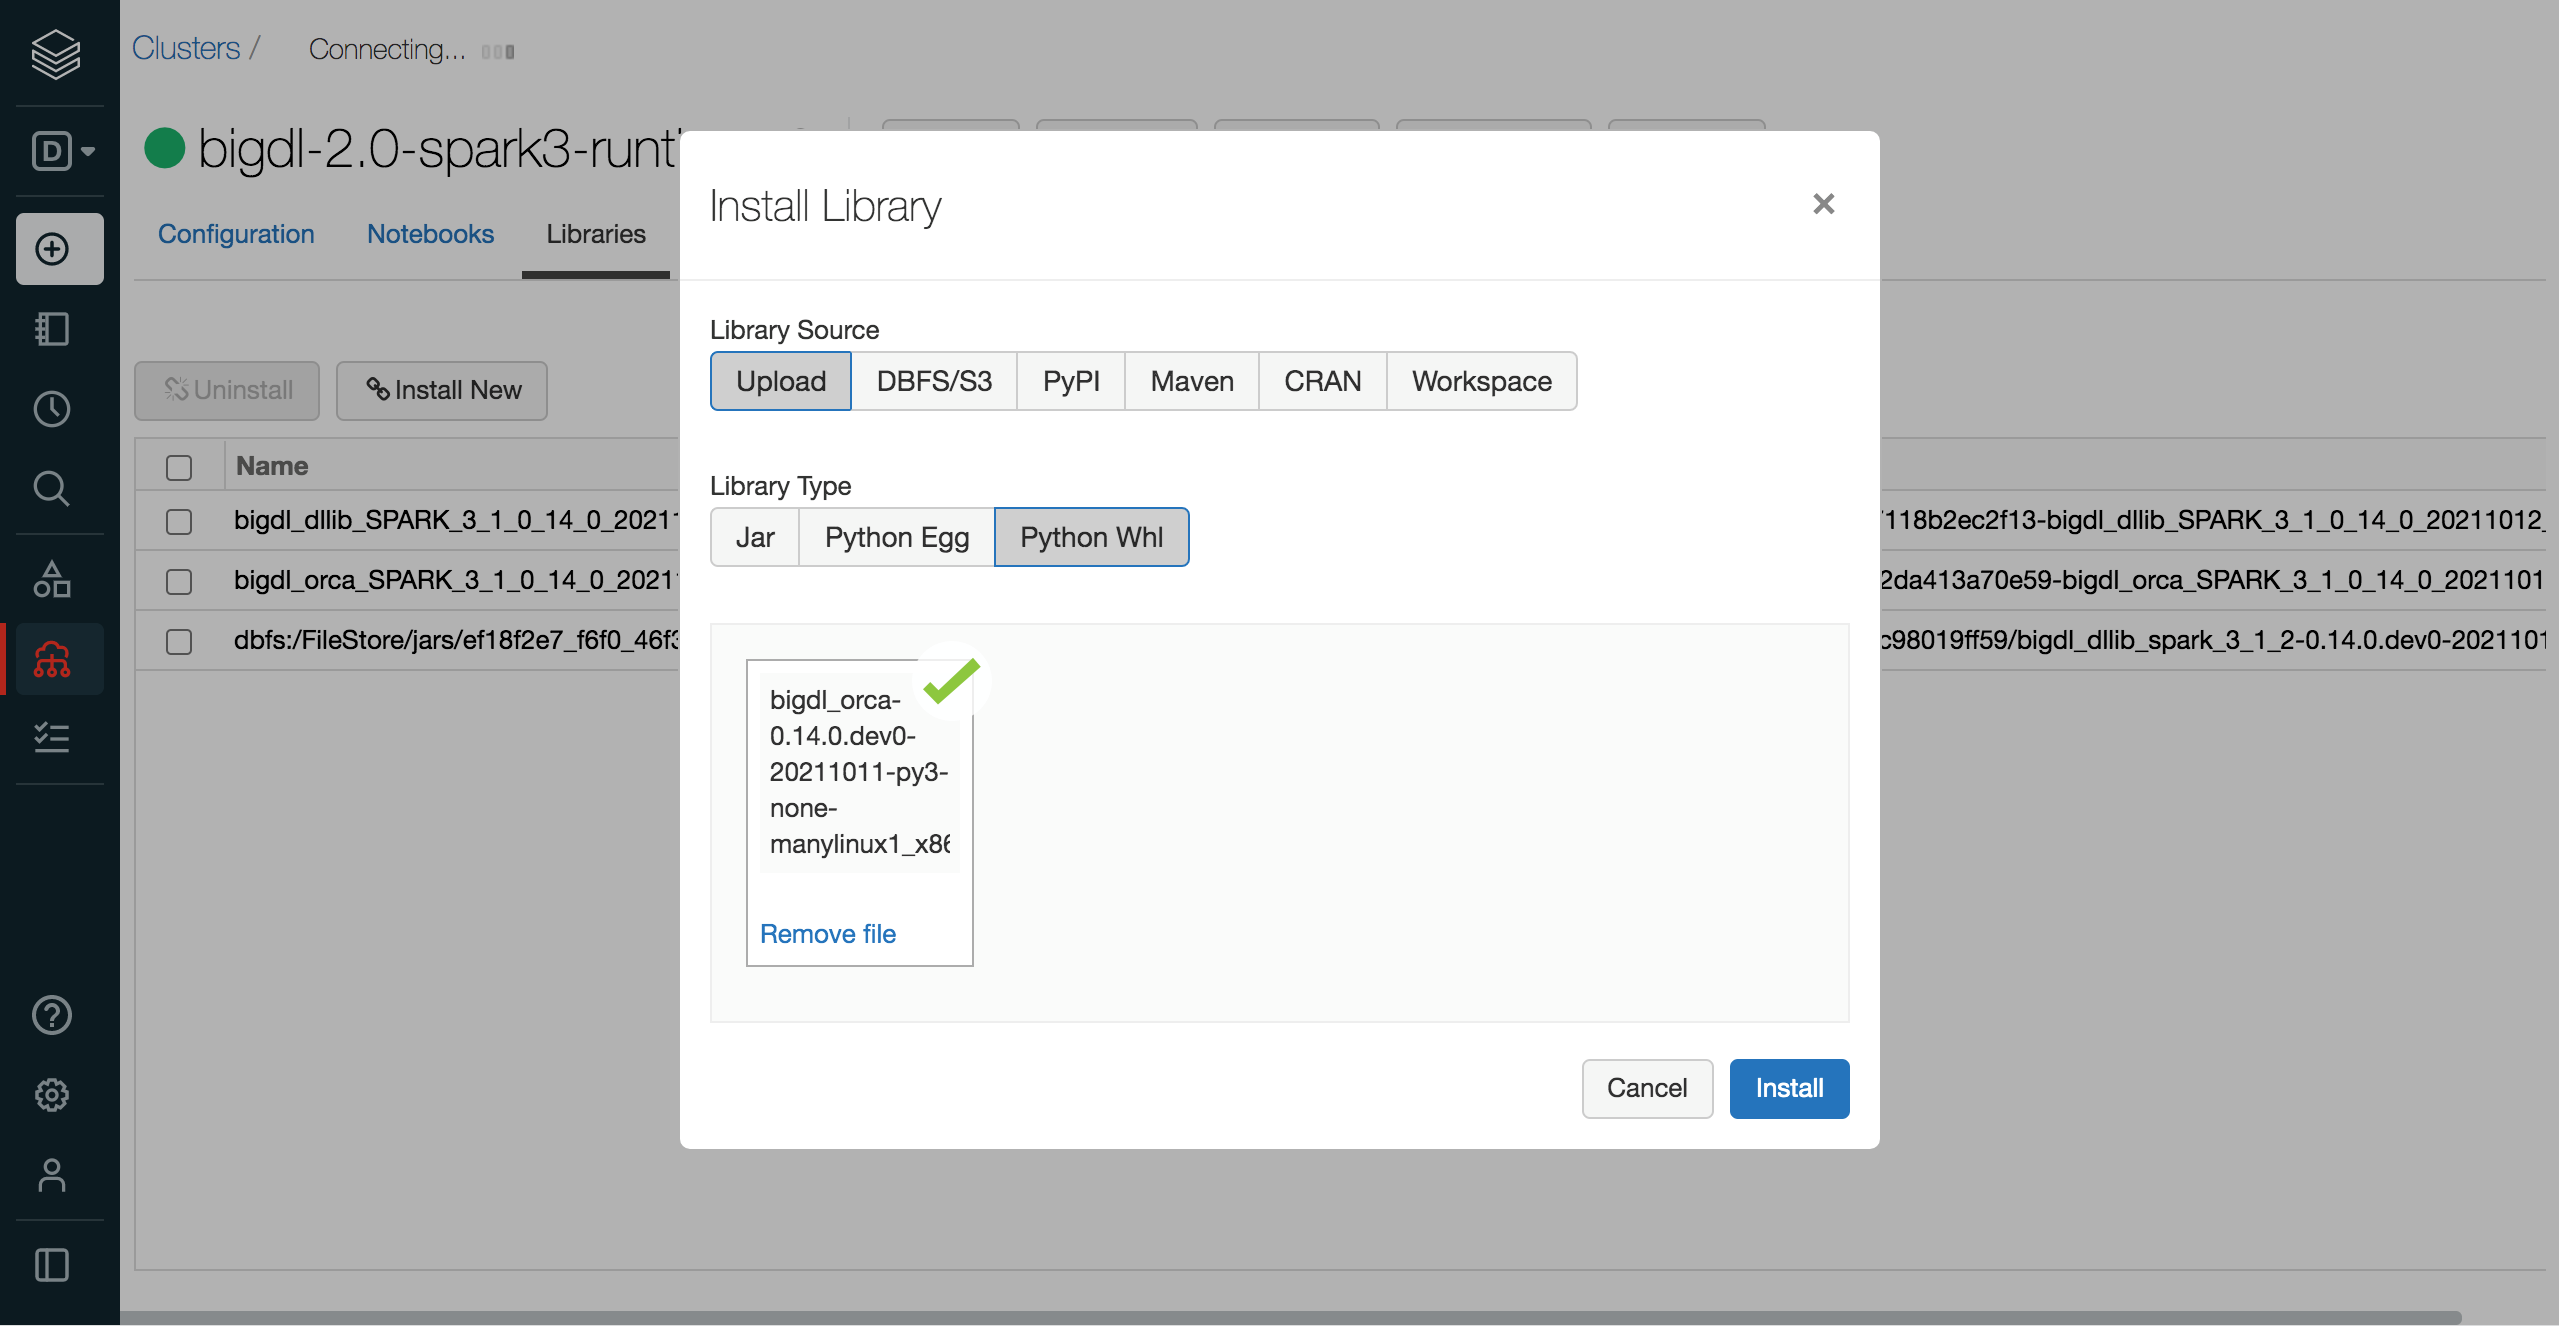 Clusters / Connecting...
D
bigdl-2.0-spark3-runt
Configuration Notebooks Libraries
Uninstall Install New
Name
bigdl_dllib_SPARK_3_1_0_14_0_2021
bigdl_orca_SPARK_3_1_0_14_0_2021
dbfs:/FileStore/jars/ef18f2e7_f6f0_46f3
Install Library
Library Source
Upload DBFS/S3 PyPI Maven CRAN Workspace
Library Type
Jar Python Egg Python Whl
bigdl_orca-
0.14.0.dev0-
20211011-py3-
none-
manylinux1_x86
Remove file
Cancel Install
118b2ec2f13-bigdl_dllib_SPARK_3_1_0_14_0_20211012_
2da413a70e59-bigdl_orca_SPARK_3_1_0_14_0_2021101
c98019ff59/bigdl_dllib_spark_3_1_2-0.14.0.dev0-2021101